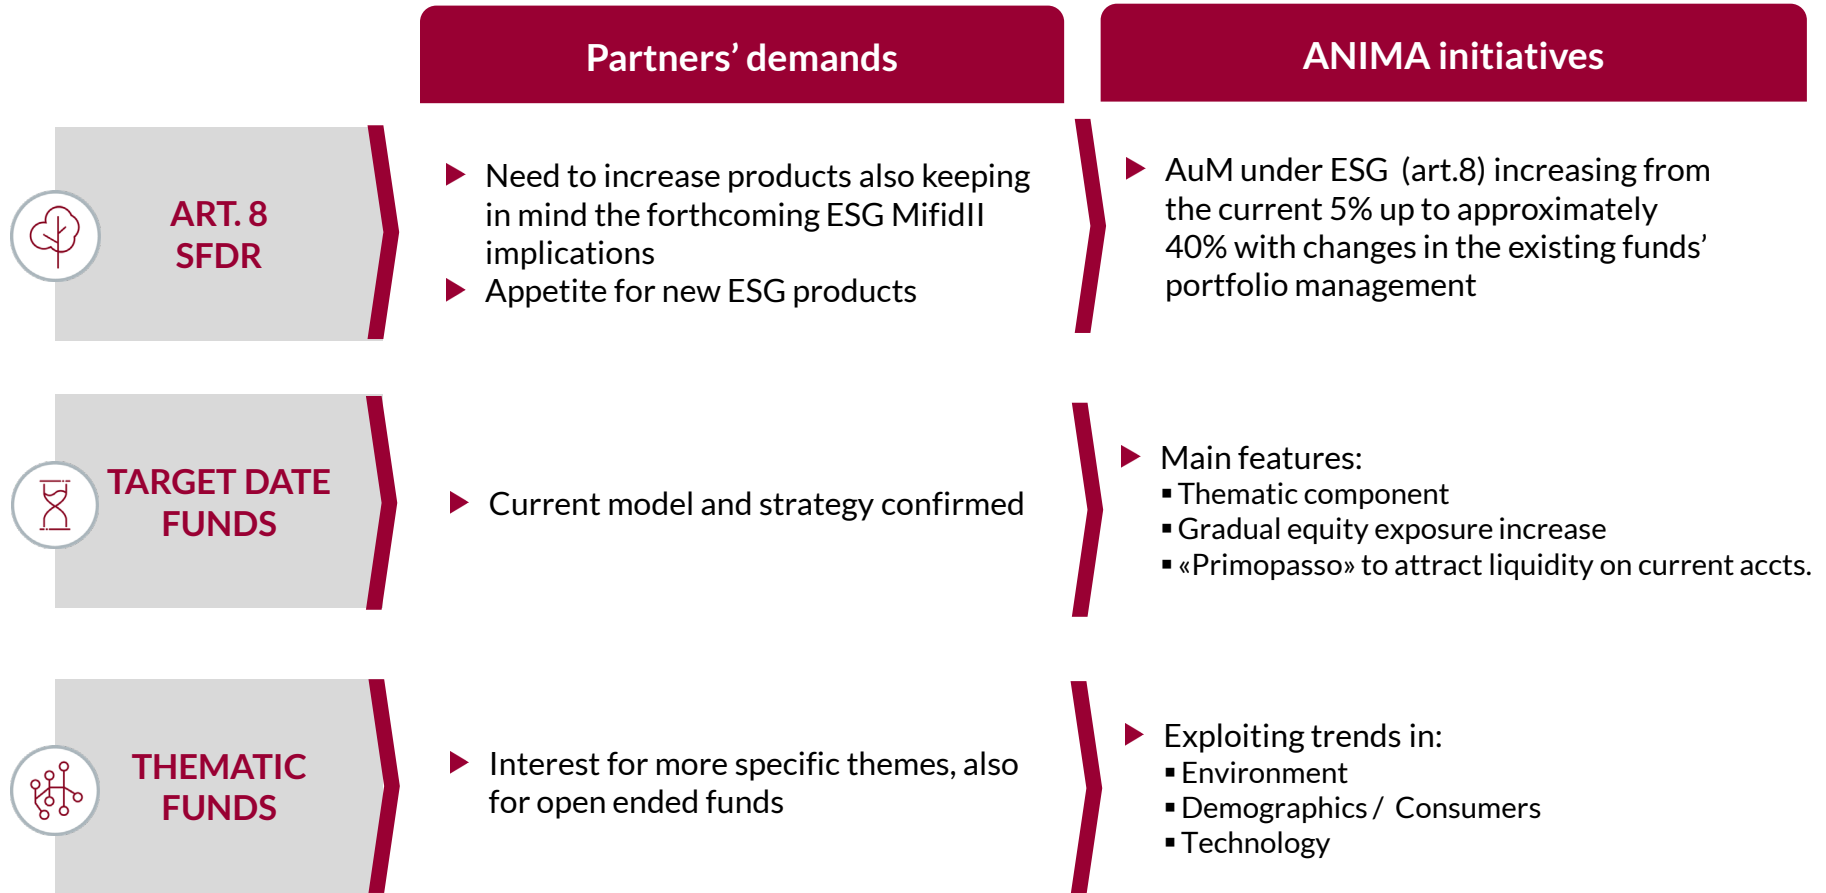 Partners’ demands
ANIMA initiatives
ART. 8
SFDR
Need to increase products also keeping
in mind the forthcoming ESG MifidII
implications
Appetite for new ESG products
AuM under ESG (art.8) increasing from
the current 5% up to approximately
40% with changes in the existing funds’
portfolio management
TARGET DATE
FUNDS
Current model and strategy confirmed
Main features:
▪ Thematic component
▪ Gradual equity exposure increase
▪ «Primopasso» to attract liquidity on current accts.
THEMATIC
FUNDS
Interest for more specific themes, also
for open ended funds
Exploiting trends in:
▪ Environment
▪ Demographics / Consumers
▪ Technology